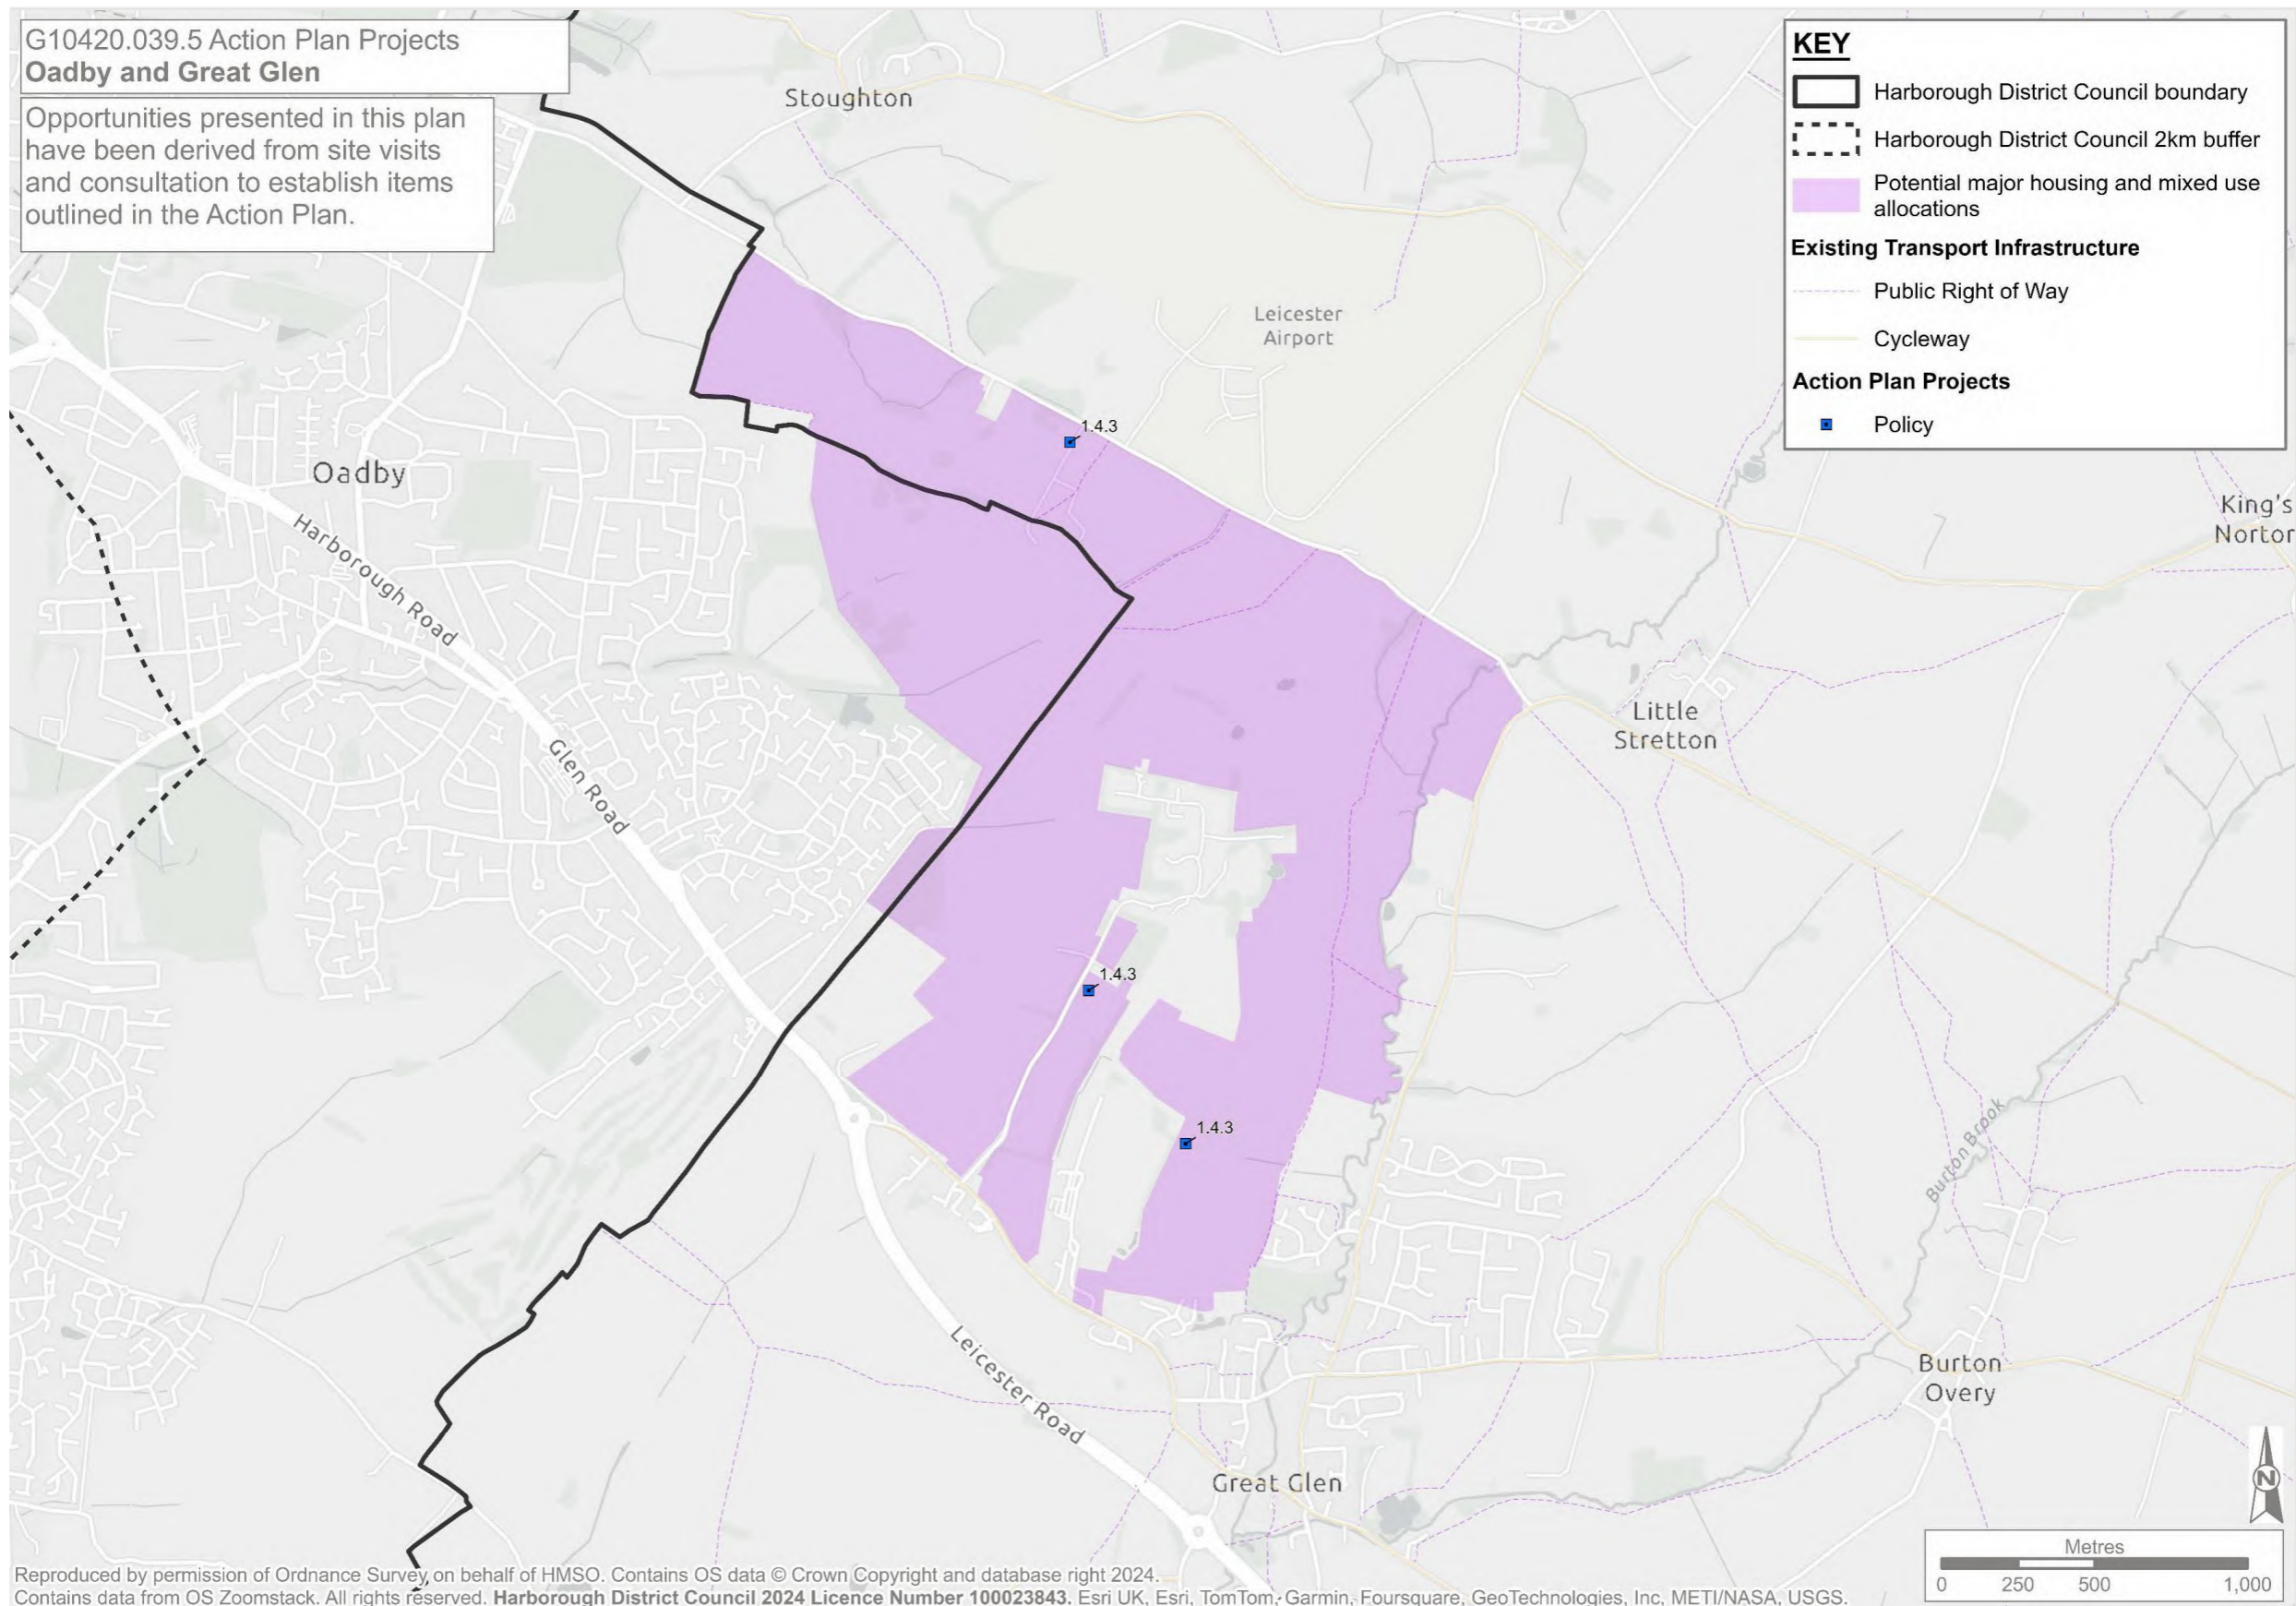 G10420.039.5 Action Plan Projects
Oadby and Great Glen
Opportunities presented in this plan
have been derived from site visits
and consultation to establish items
outlined in the Action Plan.
KEY
Harborough District Council boundary
Harborough District Council 2km buffer
Potential major housing and mixed use
allocations
Existing Transport Infrastructure
Public Right of Way
Cycleway
Action Plan Projects
Policy
Stoughton
Leicester
Airport
1.4.3
Oadby
King's
Norton
Harborough Road
Little
Stretton
Glen Road
1.4.3
1.4.3
Burton Brook
Leicester Road
Burton
Overy
Great Glen
N
Metres
0 250 500 1,000
Reproduced by permission of Ordnance Survey on behalf of HMSO. Contains OS data © Crown Copyright and database right 2024.
Contains data from OS Zoomstack. All rights reserved. Harborough District Council 2024 Licence Number 100023843. Esri UK, Esri, TomTom, Garmin, Foursquare, GeoTechnologies, Inc, METI/NASA, USGS.